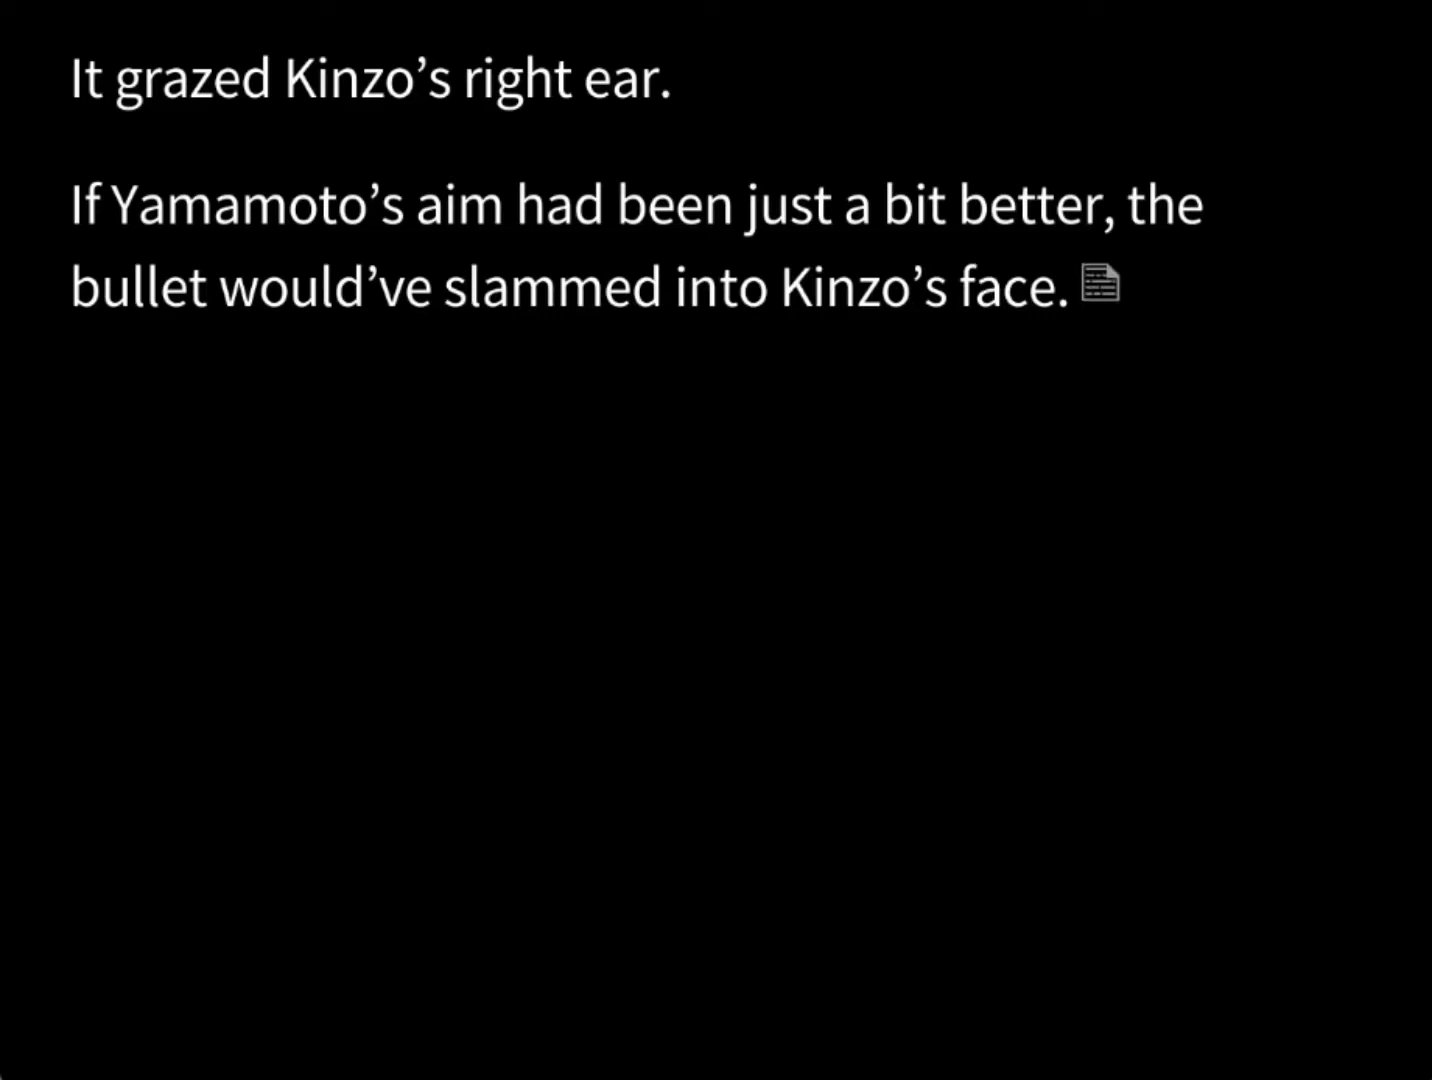 It grazed Kinzo’s right ear.
If Yamamoto’s aim had been just a bit better, the
bullet would’ve slammed into Kinzo’s face.